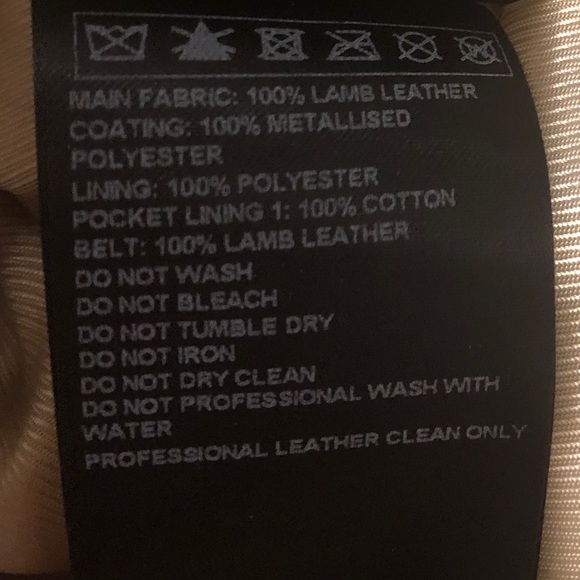 MAIN FABRIC: 100% LAMB LEATHER
COATING: 100% METALLISED
POLYESTER
LINING: 100% POLYESTER
POCKET LINING 1: 100% COTTON
BELT: 100% LAMB LEATHER
DO NOT WASH
DO NOT BLEACH
DO NOT TUMBLE DRY
DO NOT IRON
DO NOT DRY CLEAN
DO NOT PROFESSIONAL WASH WITH
WATER
PROFESSIONAL LEATHER CLEAN ONLY